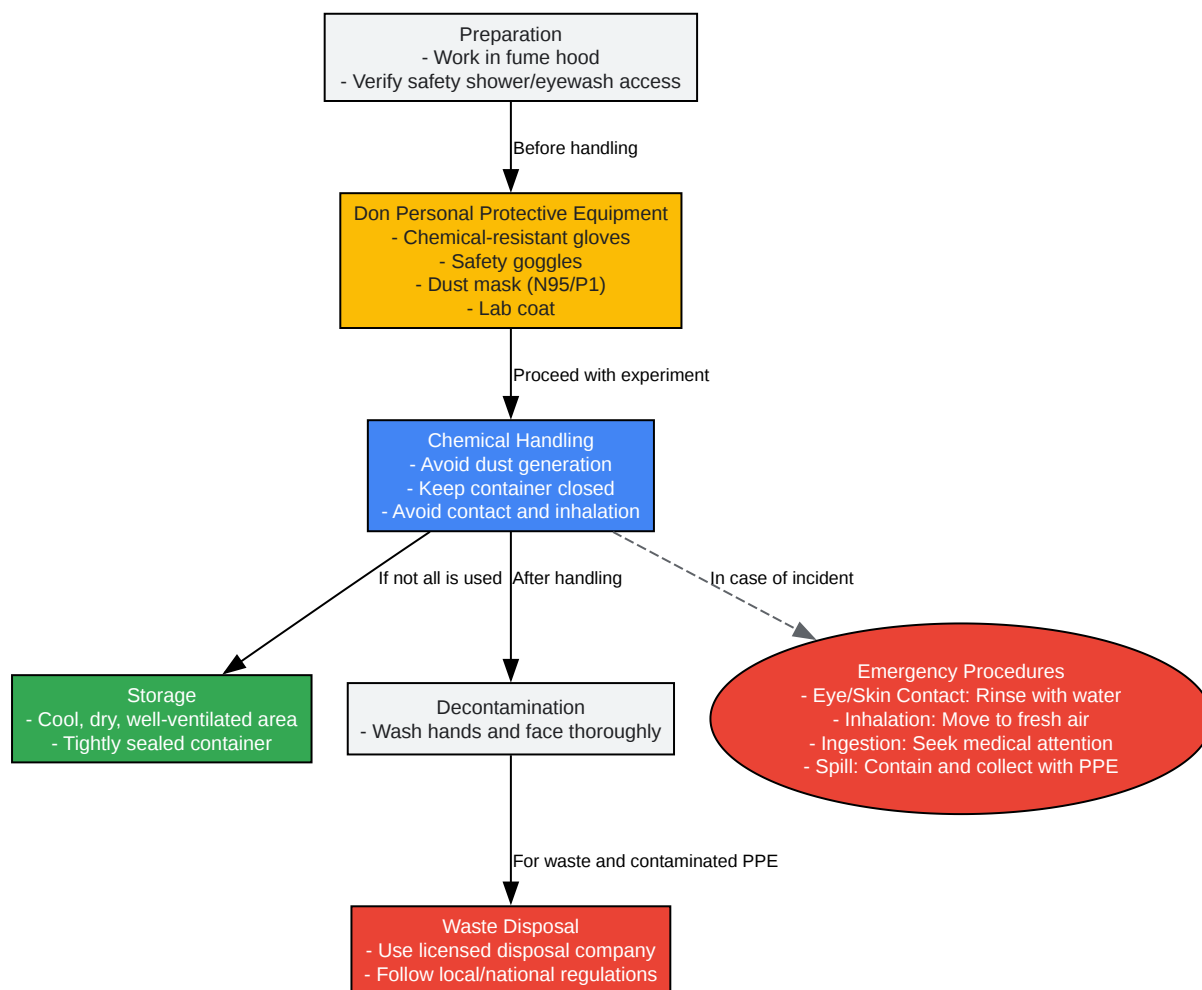 Preparation
- Work in fume hood
- Verify safety shower/eyewash access
Before handling
Don Personal Protective Equipment
- Chemical-resistant gloves
- Safety goggles
- Dust mask (N95/P1)
- Lab coat
Proceed with experiment
Chemical Handling
- Avoid dust generation
- Keep container closed
- Avoid contact and inhalation
If not all is used
After handling
In case of incident
Storage
- Cool, dry, well-ventilated area
- Tightly sealed container
Decontamination
- Wash hands and face thoroughly
Emergency Procedures
- Eye/Skin Contact: Rinse with water
- Inhalation: Move to fresh air
- Ingestion: Seek medical attention
- Spill: Contain and collect with PPE
For waste and contaminated PPE
Waste Disposal
- Use licensed disposal company
- Follow local/national regulations